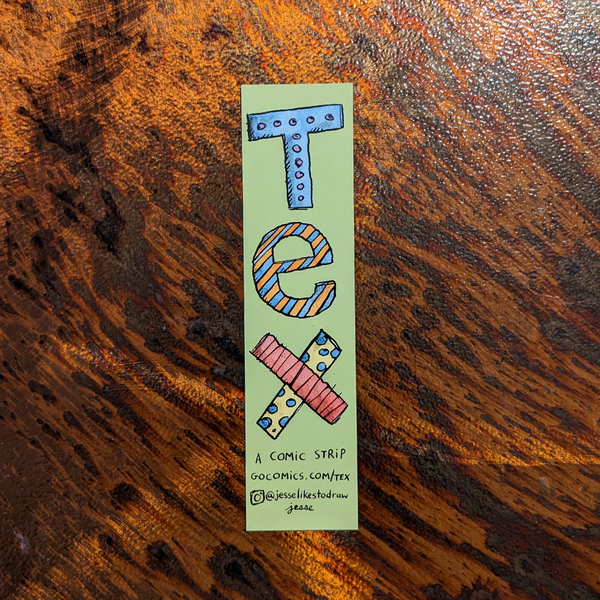 Tex
A COMIC STRIP
GOCOMICS.COM/TEX
@jesselikestodraw
jesse